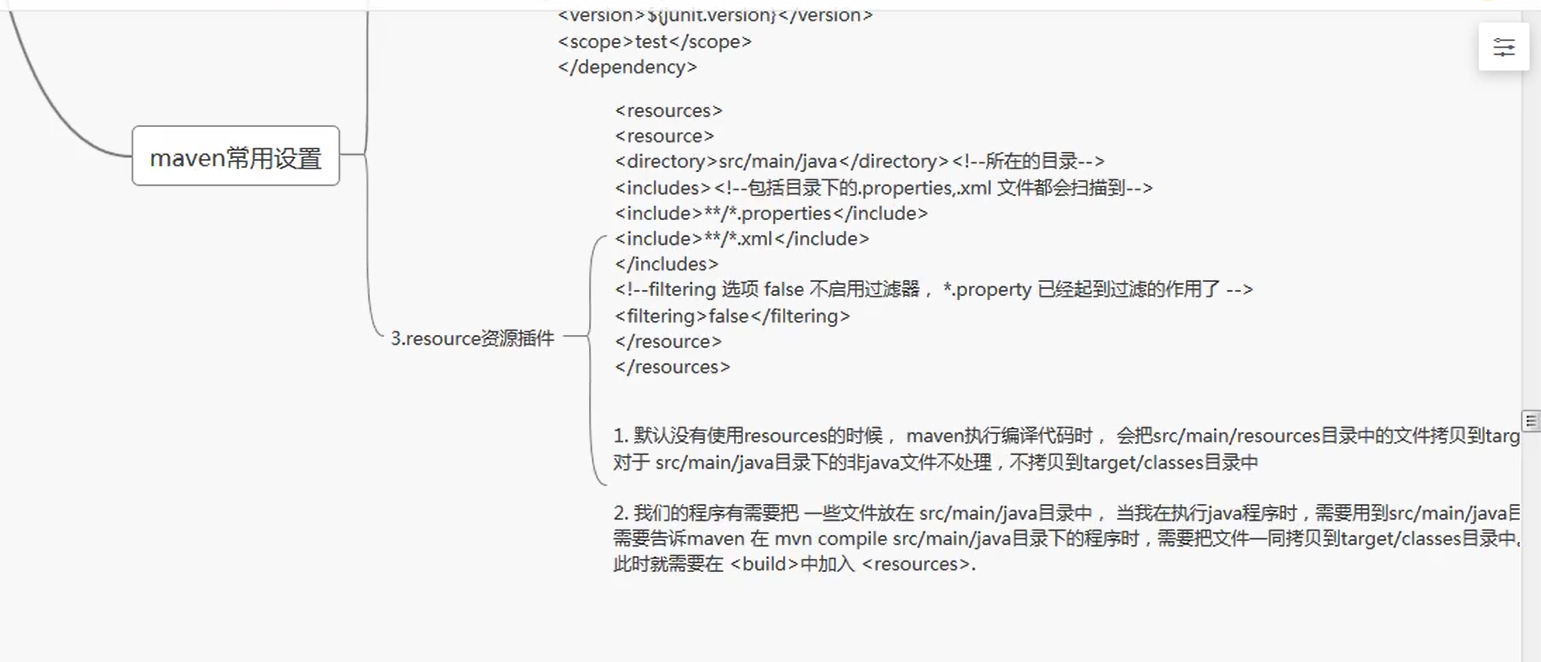 <version>${junit.version}</version>
<scope>test</scope>
</dependency>
maven常用设置
3.resource资源插件
<resources>
<resource>
<directory>src/main/java</directory><!--所在的目录-->
<includes><!--包括目录下的.properties,.xml 文件都会扫描到-->
<include>**/*.properties</include>
<include>**/*.xml</include>
</includes>
<!--filtering 选项 false 不启用过滤器， *.property 已经起到过滤的作用了 -->
<filtering>false</filtering>
</resource>
</resources>
1. 默认没有使用resources的时候， maven执行编译代码时， 会把src/main/resources目录中的文件拷贝到targ
对于 src/main/java目录下的非java文件不处理，不拷贝到target/classes目录中
2. 我们的程序有需要把 一些文件放在 src/main/java目录中， 当我在执行java程序时，需要用到src/main/java目
需要告诉maven 在 mvn compile src/main/java目录下的程序时，需要把文件一同拷贝到target/classes目录中。
此时就需要在 <build>中加入 <resources>.